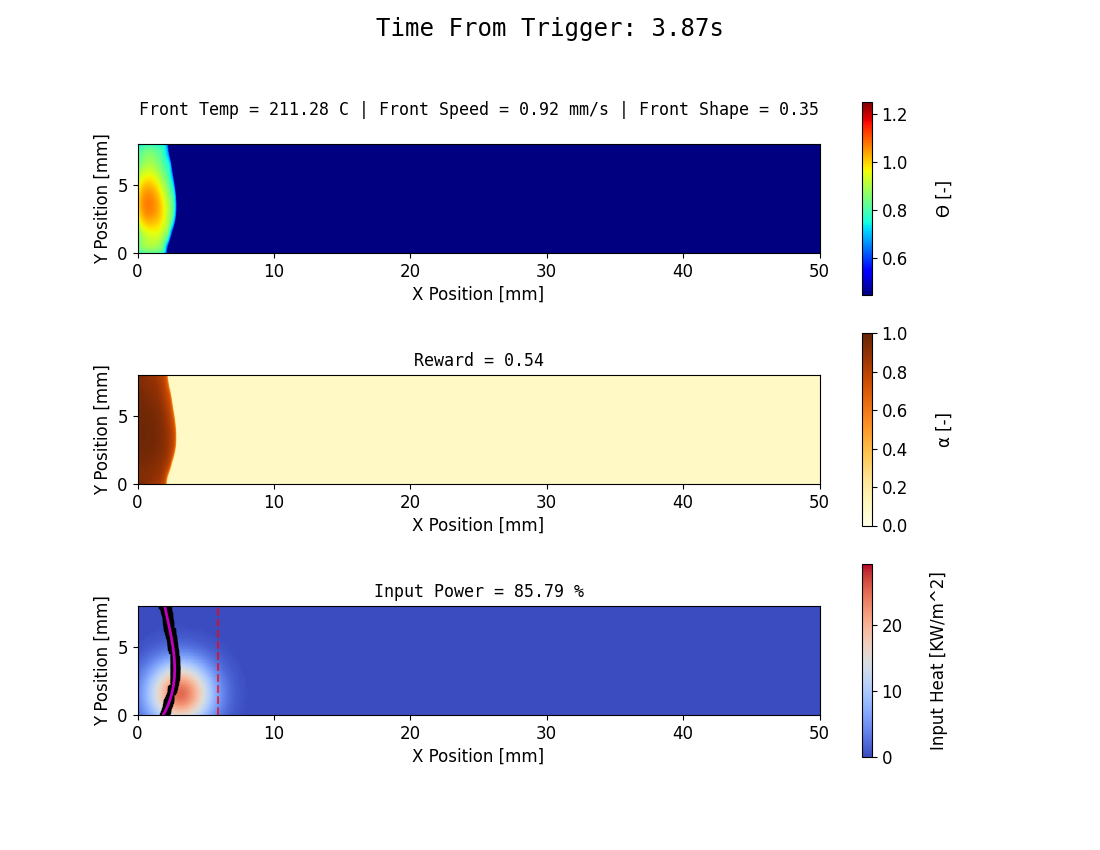 Time From Trigger: 3.87s
Front Temp = 211.28 C | Front Speed = 0.92 mm/s | Front Shape = 0.35
Y Position [mm]
5
0
0 10 20 30 40 50
X Position [mm]
1.2
1.0
0.8
0.6
Θ [-]
Reward = 0.54
Y Position [mm]
5
0
0 10 20 30 40 50
X Position [mm]
1.0
0.8
0.6
0.4
0.2
0.0
α [-]
Input Power = 85.79 %
Y Position [mm]
5
0
0 10 20 30 40 50
X Position [mm]
20
10
0
Input Heat [KW/m^2]